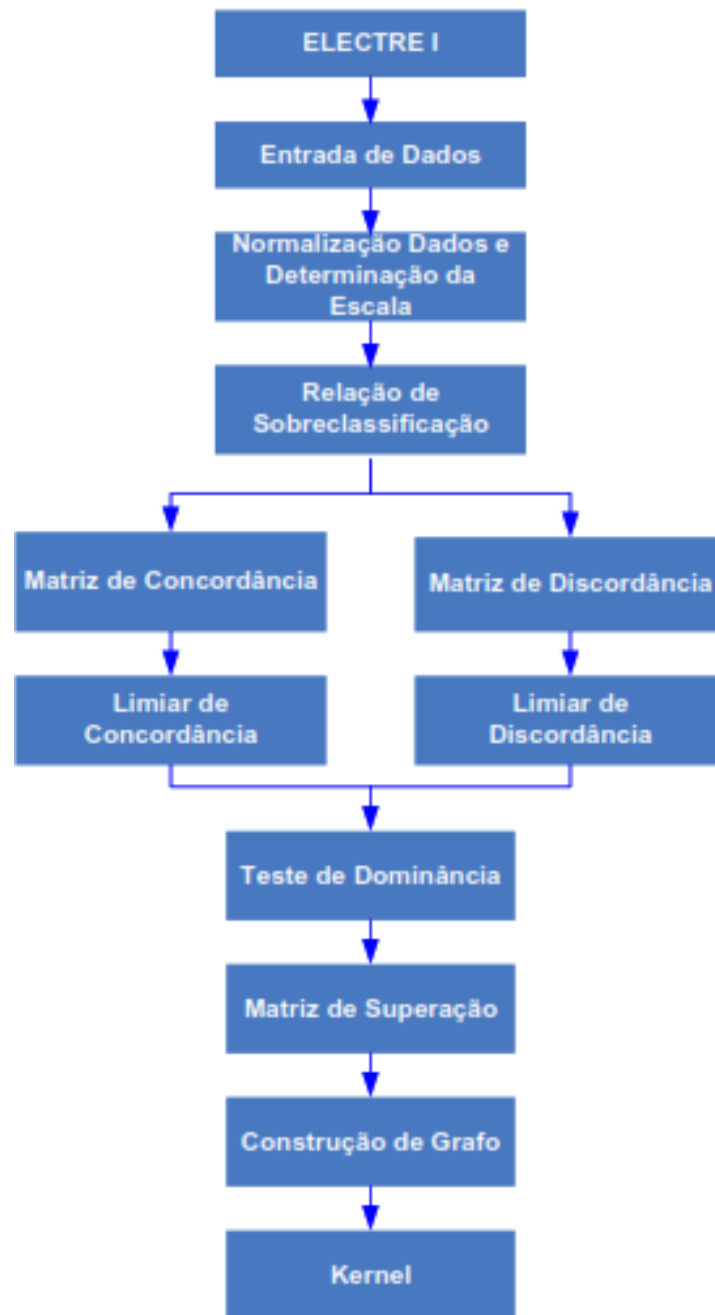 ELECTRE I
Entrada de Dados
Normalização Dados e
Determinação da
Escala
Relação de
Sobreclassificação
Matriz de Concordância
Matriz de Discordância
Limiar de
Concordância
Limiar de
Discordância
Teste de Dominância
Matriz de Superação
Construção de Grafo
Kernel